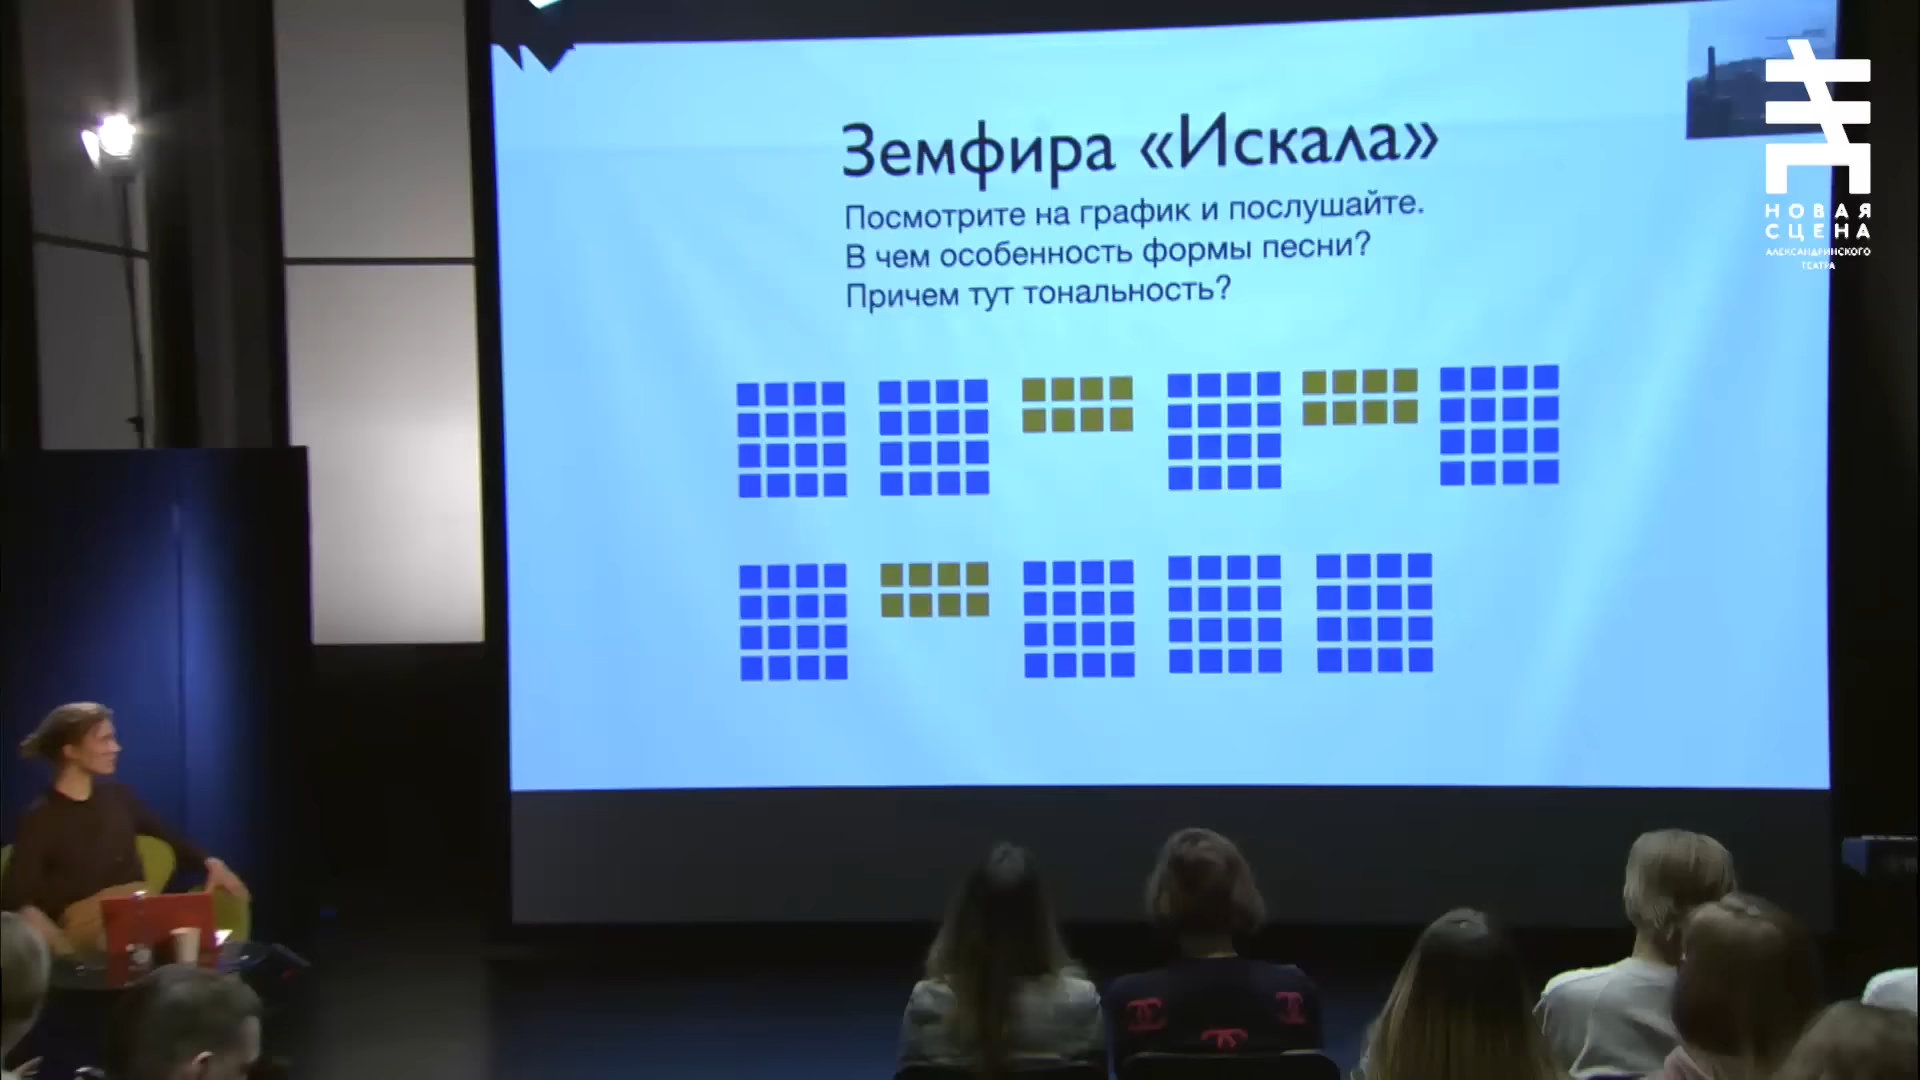 Земфира «Искала»
Посмотрите на график и послушайте.
В чем особенность формы песни?
Причем тут тональность?
НОВАЯ
СЦЕНА
АЛЕКСАНДРИНСКОГО
ТЕАТРА